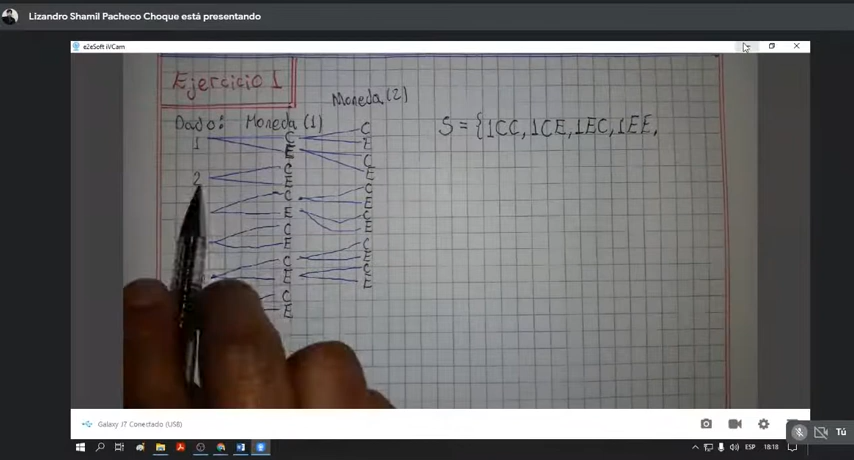 Lizandro Shamil Pacheco Choque está presentando
e2eSoft iVCam
Ejercicio 1
Moneda (2)
Dado: Moneda (1)
S = {1CC, 1CE, 1EC, 1EE,
1
C
E
C
E
C
E
C
E
2
C
E
C
E
C
E
C
E
C
E
C
E
C
E
C
E
Galaxy J7 Conectado (USB)
Tú
ESP
18:18